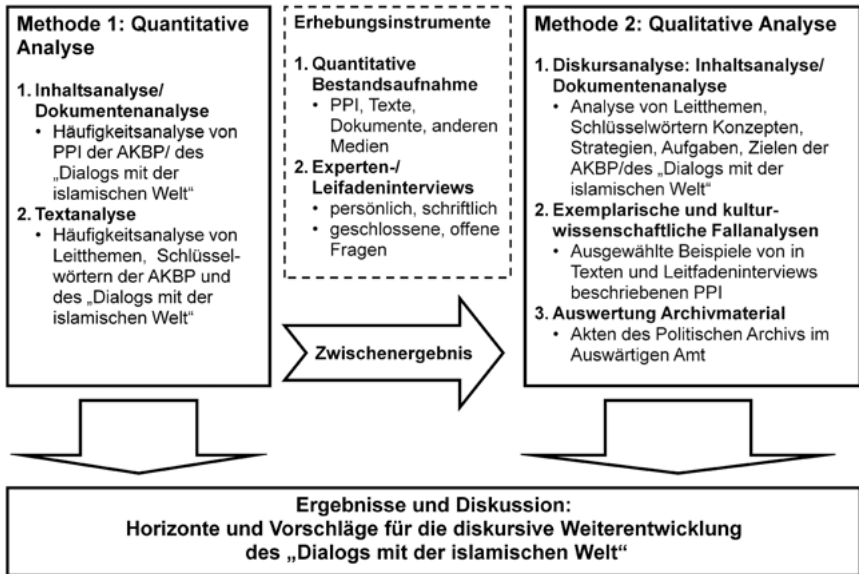 Methode 1: Quantitative
Analyse
1. Inhaltsanalyse/
Dokumentenanalyse
• Häufigkeitsanalyse von
PPI der AKBP/ des
„Dialogs mit der
islamischen Welt“
2. Textanalyse
• Häufigkeitsanalyse von
Leitthemen, Schlüssel-
wörtern der AKBP und
des „Dialogs mit der
islamischen Welt“
Erhebungsinstrumente
1. Quantitative
Bestandsaufnahme
• PPI, Texte,
Dokumente, anderen
Medien
2. Experten-/
Leifadeninterviews
• persönlich, schriftlich
• geschlossene, offene
Fragen
Zwischenergebnis
Methode 2: Qualitative Analyse
1. Diskursanalyse: Inhaltsanalyse/
Dokumentenanalyse
• Analyse von Leitthemen,
Schlüsselwörtern Konzepten,
Strategien, Aufgaben, Zielen der
AKBP/des „Dialogs mit der
islamischen Welt“
2. Exemplarische und kultur-
wissenschaftliche Fallanalysen
• Ausgewählte Beispiele von in
Texten und Leitfadeninterviews
beschriebenen PPI
3. Auswertung Archivmaterial
• Akten des Politischen Archivs im
Auswärtigen Amt
Ergebnisse und Diskussion:
Horizonte und Vorschläge für die diskursive Weiterentwicklung
des „Dialogs mit der islamischen Welt“